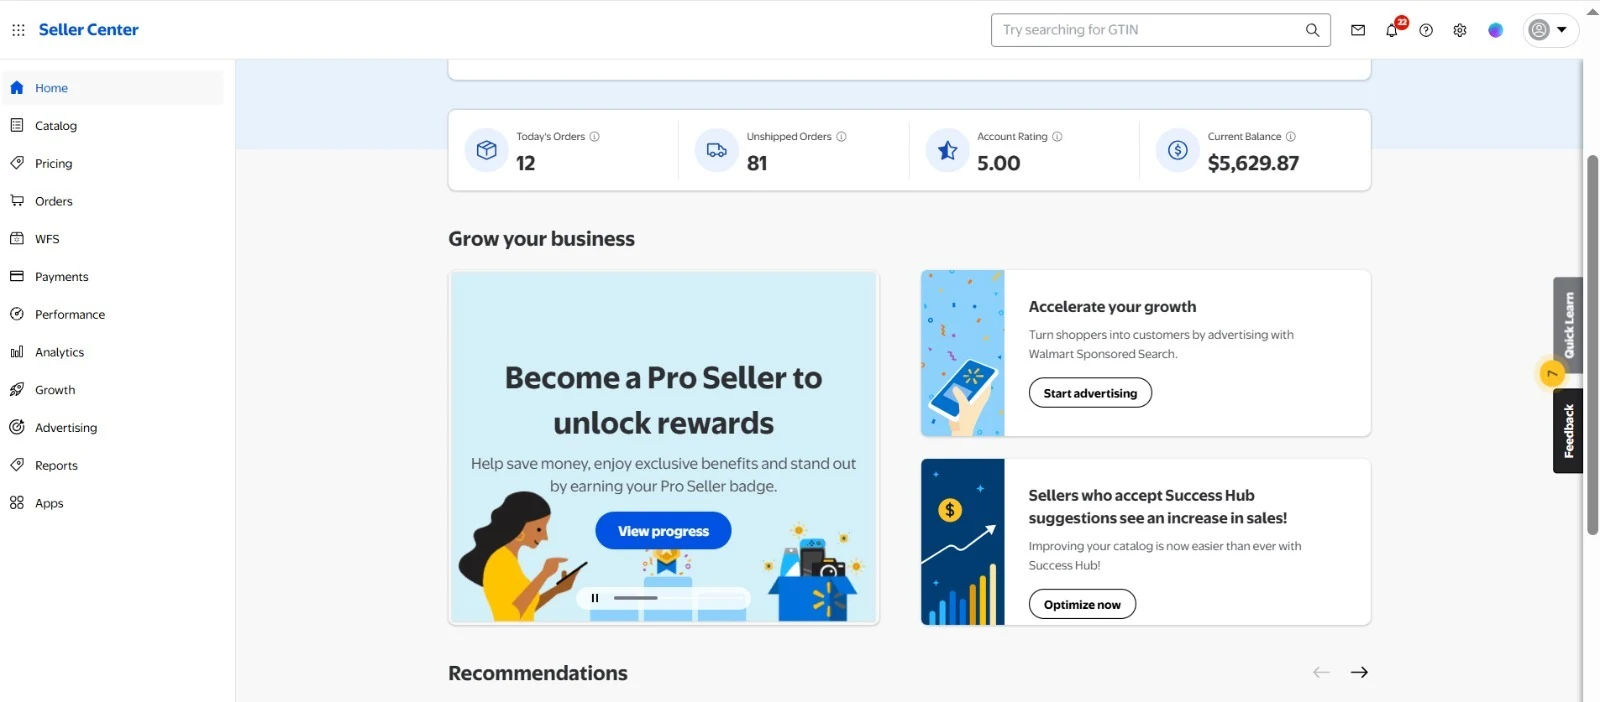 Seller Center
Try searching for GTIN
22
Home
Catalog
Pricing
Orders
WFS
Payments
Performance
Analytics
Growth
Advertising
Reports
Apps
Today's Orders
12
Unshipped Orders
81
Account Rating
5.00
Current Balance
$5,629.87
Grow your business
Become a Pro Seller to
unlock rewards
Help save money, enjoy exclusive benefits and stand out
by earning your Pro Seller badge.
View progress
Accelerate your growth
Turn shoppers into customers by advertising with
Walmart Sponsored Search.
Start advertising
Sellers who accept Success Hub
suggestions see an increase in sales!
Improving your catalog is now easier than ever with
Success Hub!
Optimize now
Quick Learn
7
Feedback
Recommendations